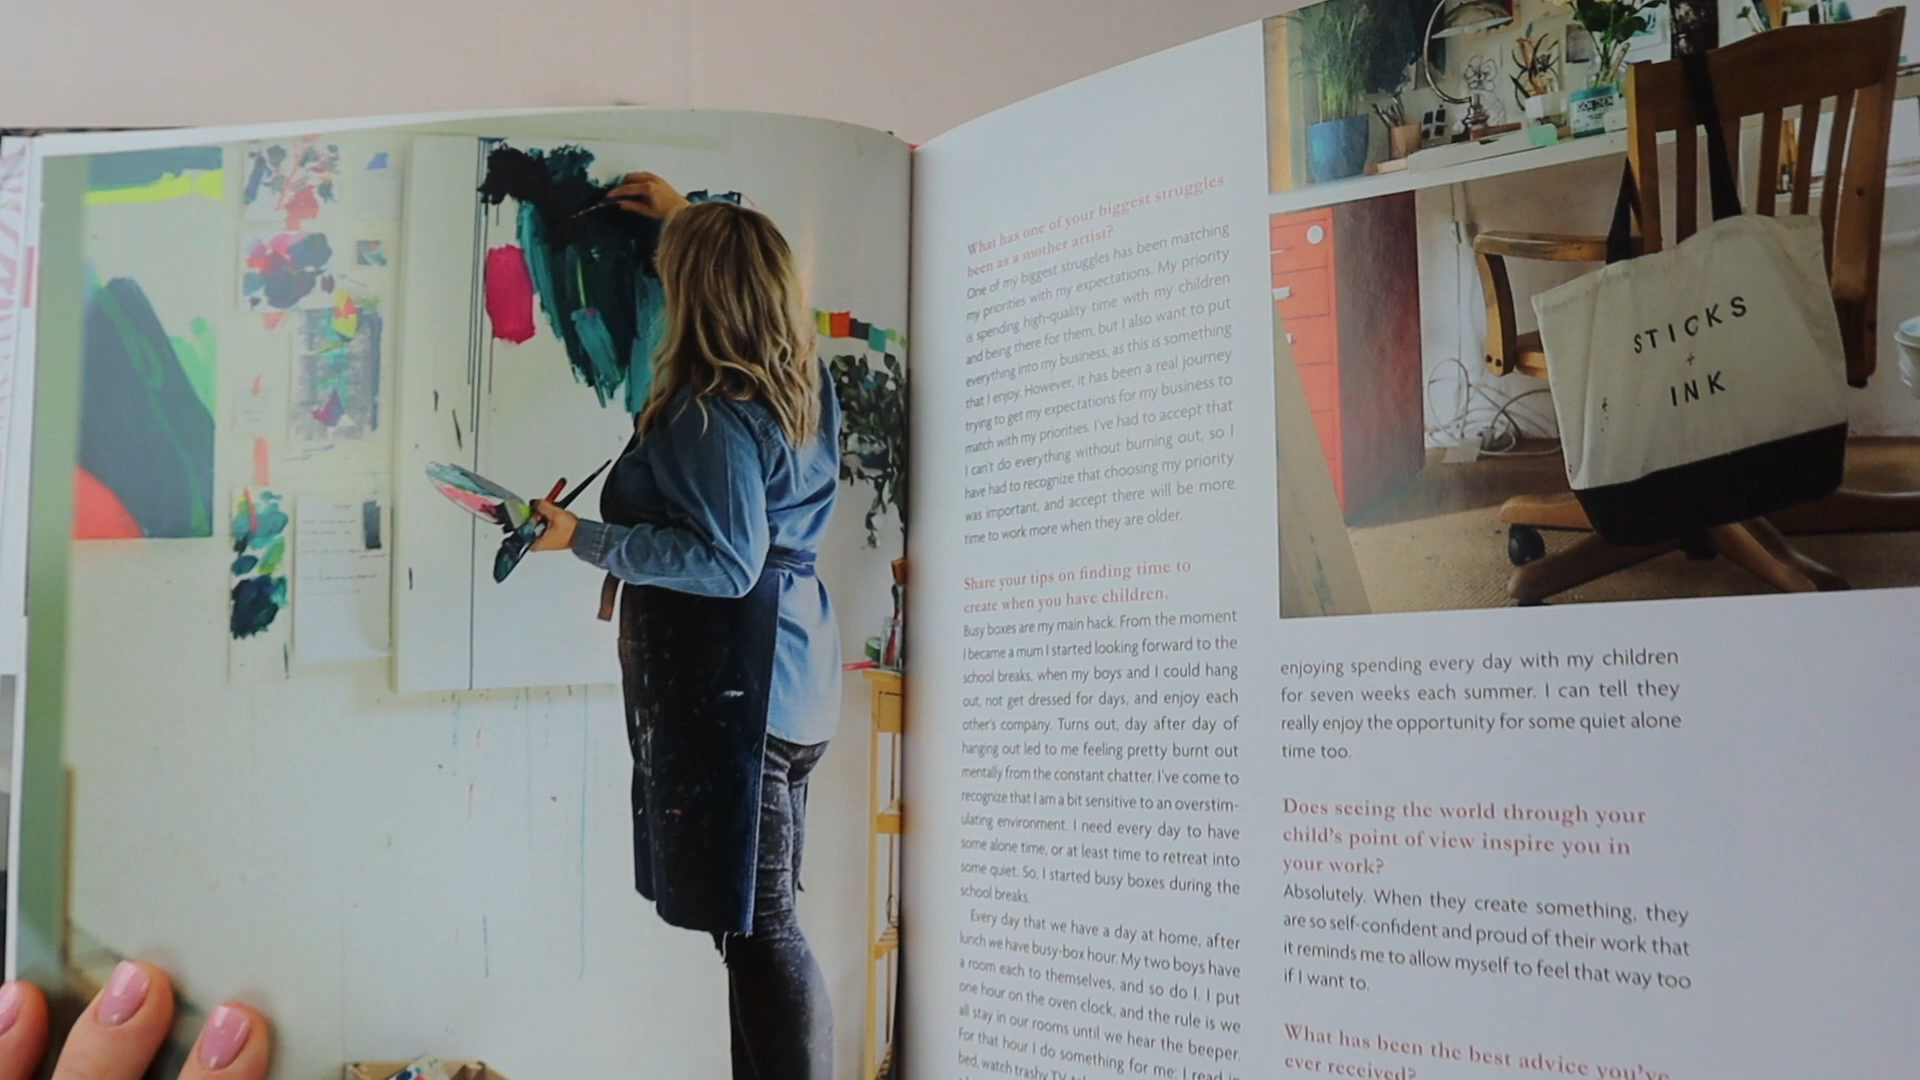 What has one of your biggest struggles
been as a mother artist?
One of my biggest struggles has been matching
my priorities with my expectations. My priority
is spending high-quality time with my children
and being there for them, but I also want to put
everything into my business, as this is something
that I enjoy. However, it has been a real journey
trying to get my expectations for my business to
match with my priorities. I've had to accept that
I can't do everything without burning out, so I
have had to recognize that choosing my priority
was important, and accept there will be more
time to work more when they are older.
Share your tips on finding time to
create when you have children.
Busy boxes are my main hack. From the moment
I became a mum I started looking forward to the
school breaks, when my boys and I could hang
out, not get dressed for days, and enjoy each
other's company. Turns out, day after day of
hanging out led to me feeling pretty burnt out
mentally from the constant chatter. I've come to
recognize that I am a bit sensitive to an overstim-
ulating environment. I need every day to have
some alone time, or at least time to retreat into
some quiet. So, I started busy boxes during the
school breaks.
Every day that we have a day at home, after
lunch we have busy-box hour. My two boys have
a room each to themselves, and so do I. I put
one hour on the oven clock, and the rule is we
all stay in our rooms until we hear the beeper.
For that hour I do something for me: I read in
bed, watch trashy TV,
GOLDEN
STICKS
+
INK
enjoying spending every day with my children
for seven weeks each summer. I can tell they
really enjoy the opportunity for some quiet alone
time too.
Does seeing the world through your
child's point of view inspire you in
your work?
Absolutely. When they create something, they
are so self-confident and proud of their work that
it reminds me to allow myself to feel that way too
if I want to.
What has been the best advice you've
ever received?